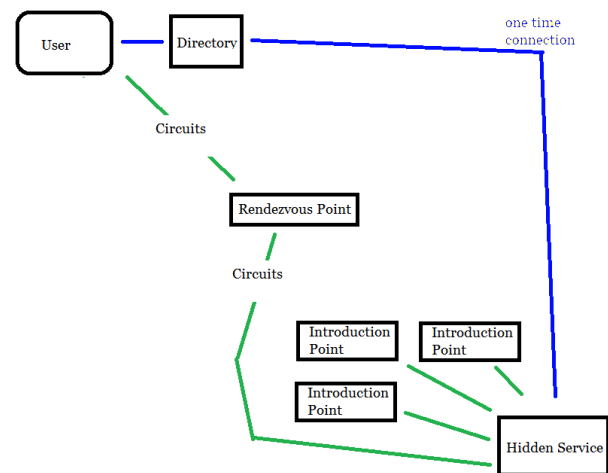 one time
connection
User
Directory
Circuits
Rendezvous Point
Circuits
Introduction
Point
Introduction
Point
Introduction
Point
Hidden Service